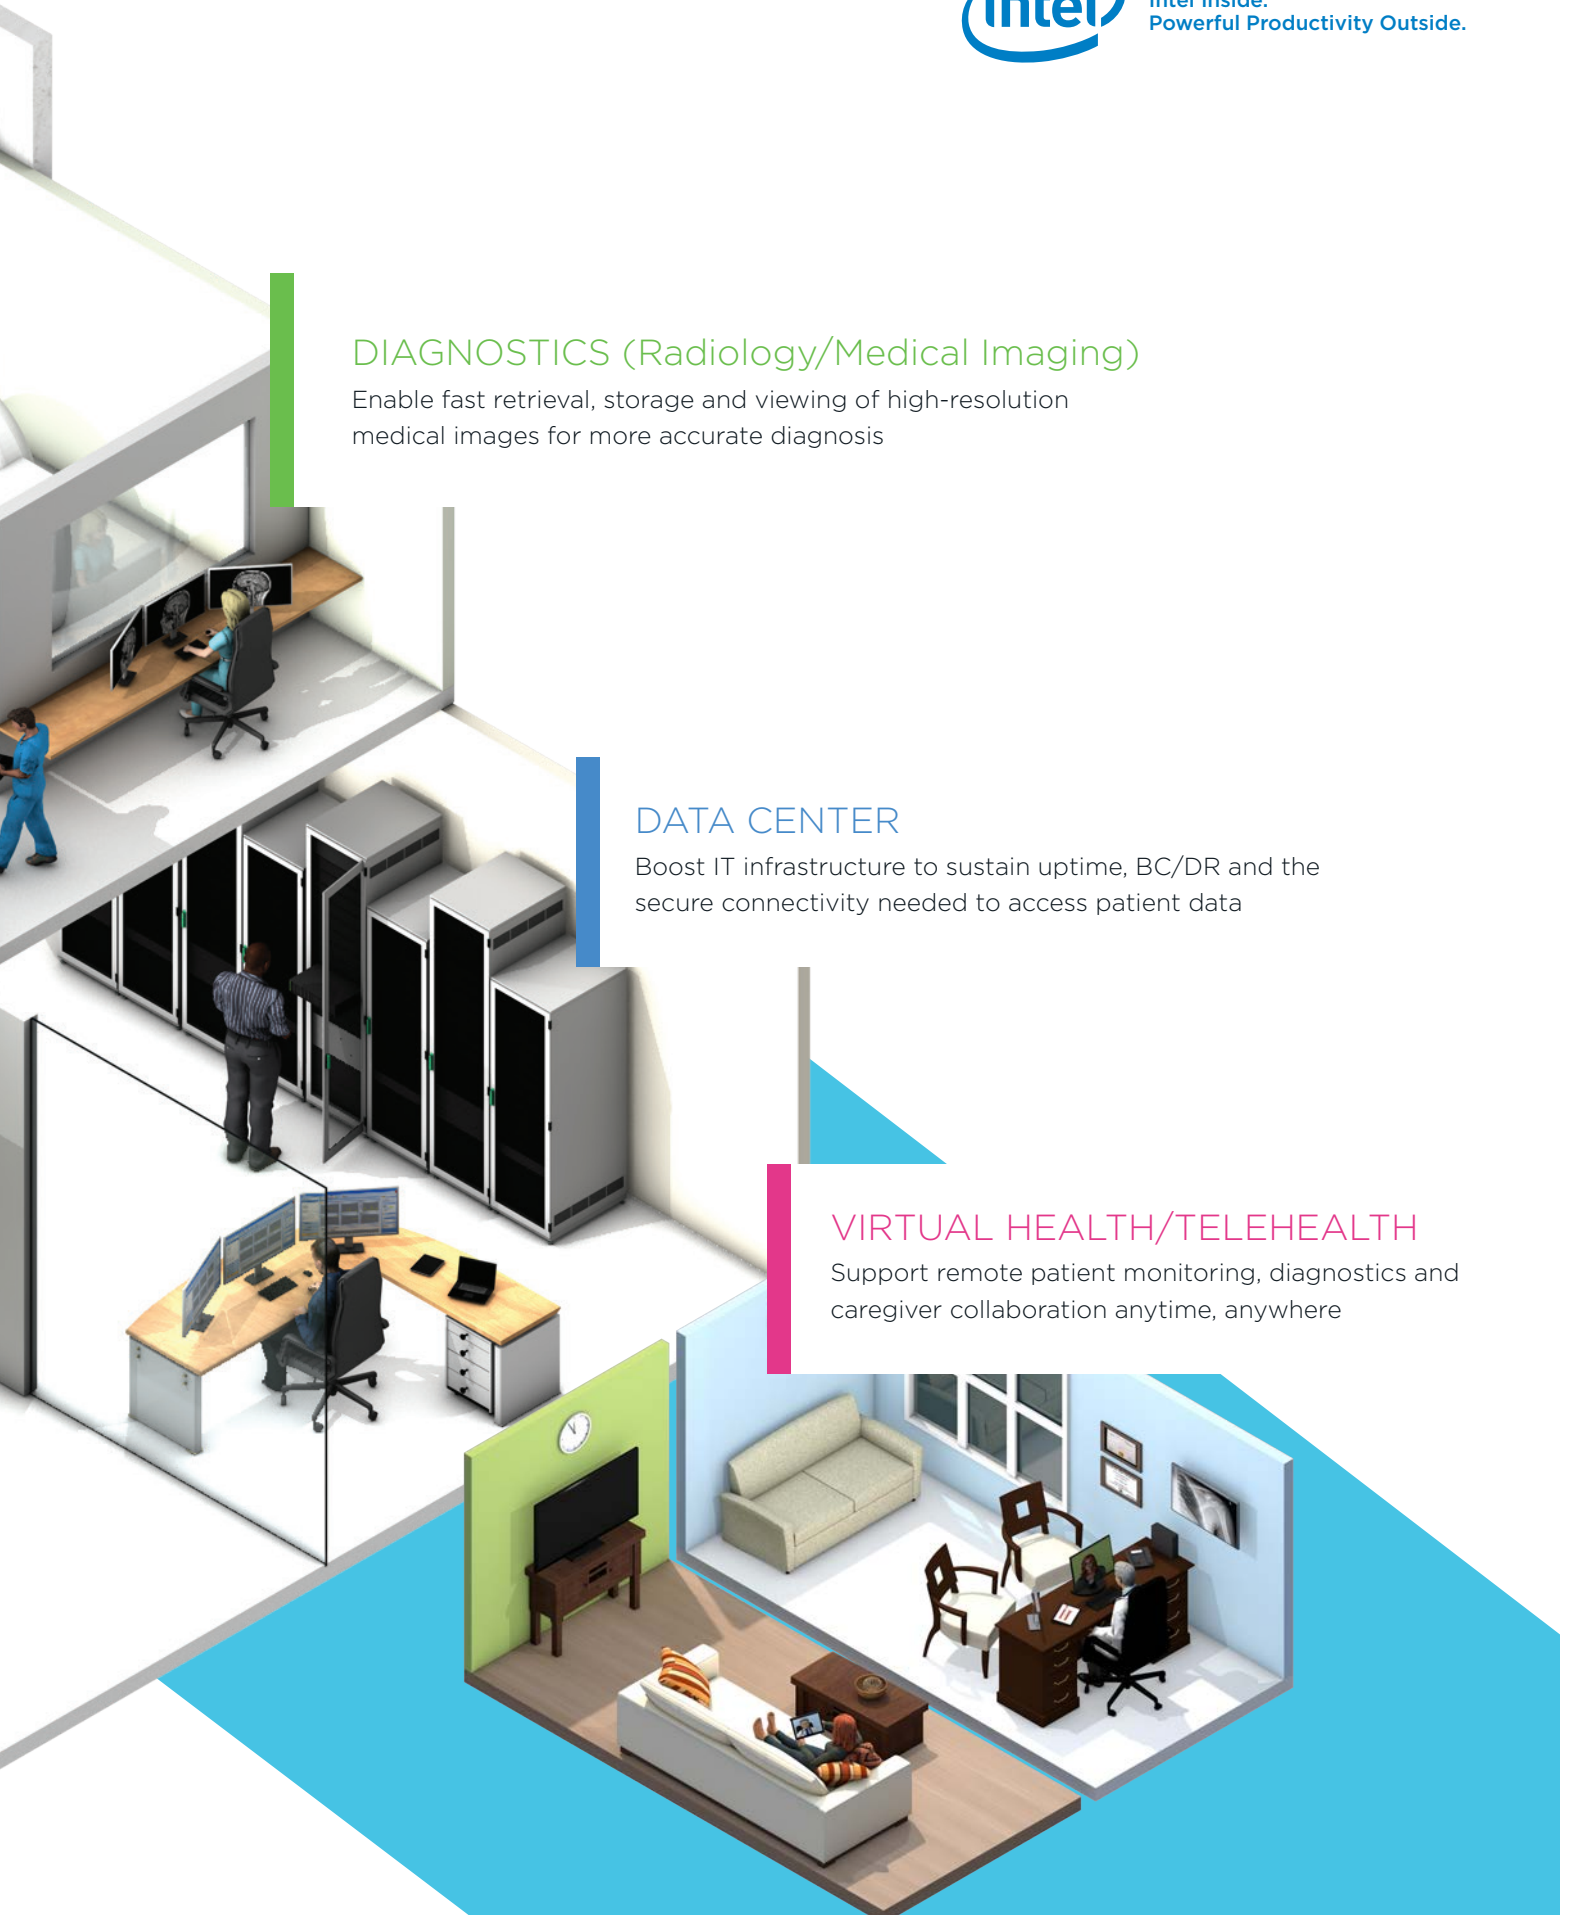 intel
Intel Inside.
Powerful Productivity Outside.
DIAGNOSTICS (Radiology/Medical Imaging)
Enable fast retrieval, storage and viewing of high-resolution
medical images for more accurate diagnosis
DATA CENTER
Boost IT infrastructure to sustain uptime, BC/DR and the
secure connectivity needed to access patient data
VIRTUAL HEALTH/TELEHEALTH
Support remote patient monitoring, diagnostics and
caregiver collaboration anytime, anywhere